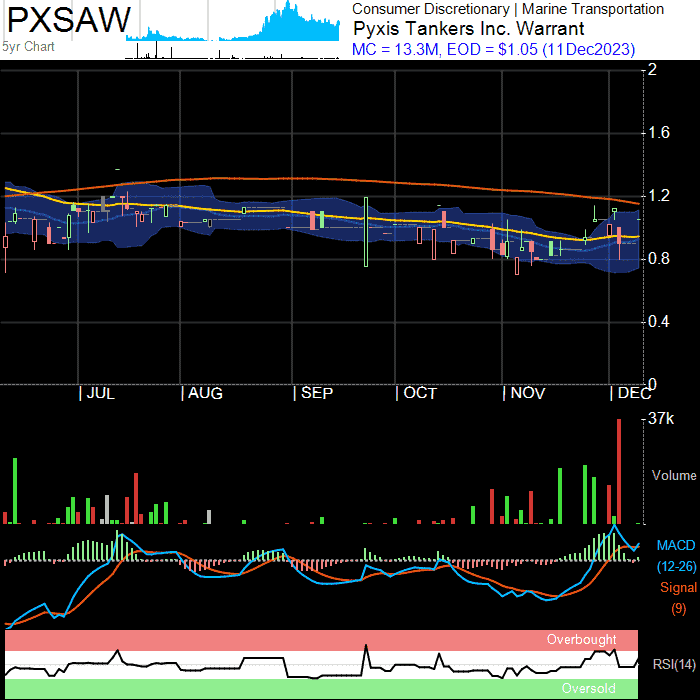 PXSAW
5yr Chart
Consumer Discretionary | Marine Transportation
Pyxis Tankers Inc. Warrant
MC = 13.3M, EOD = $1.05 (11Dec2023)
2
1.6
1.2
0.8
0.4
0
| JUL | AUG | SEP | OCT | NOV | DEC
37k
Volume
MACD
(12-26)
Signal
(9)
Overbought
RSI(14)
Oversold